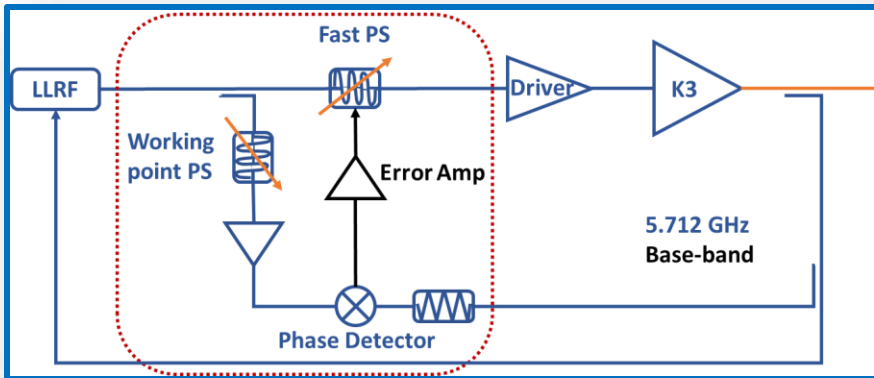 Fast PS
LLRF
Driver
K3
Working
point PS
Error Amp
5.712 GHz
Base-band
Phase Detector